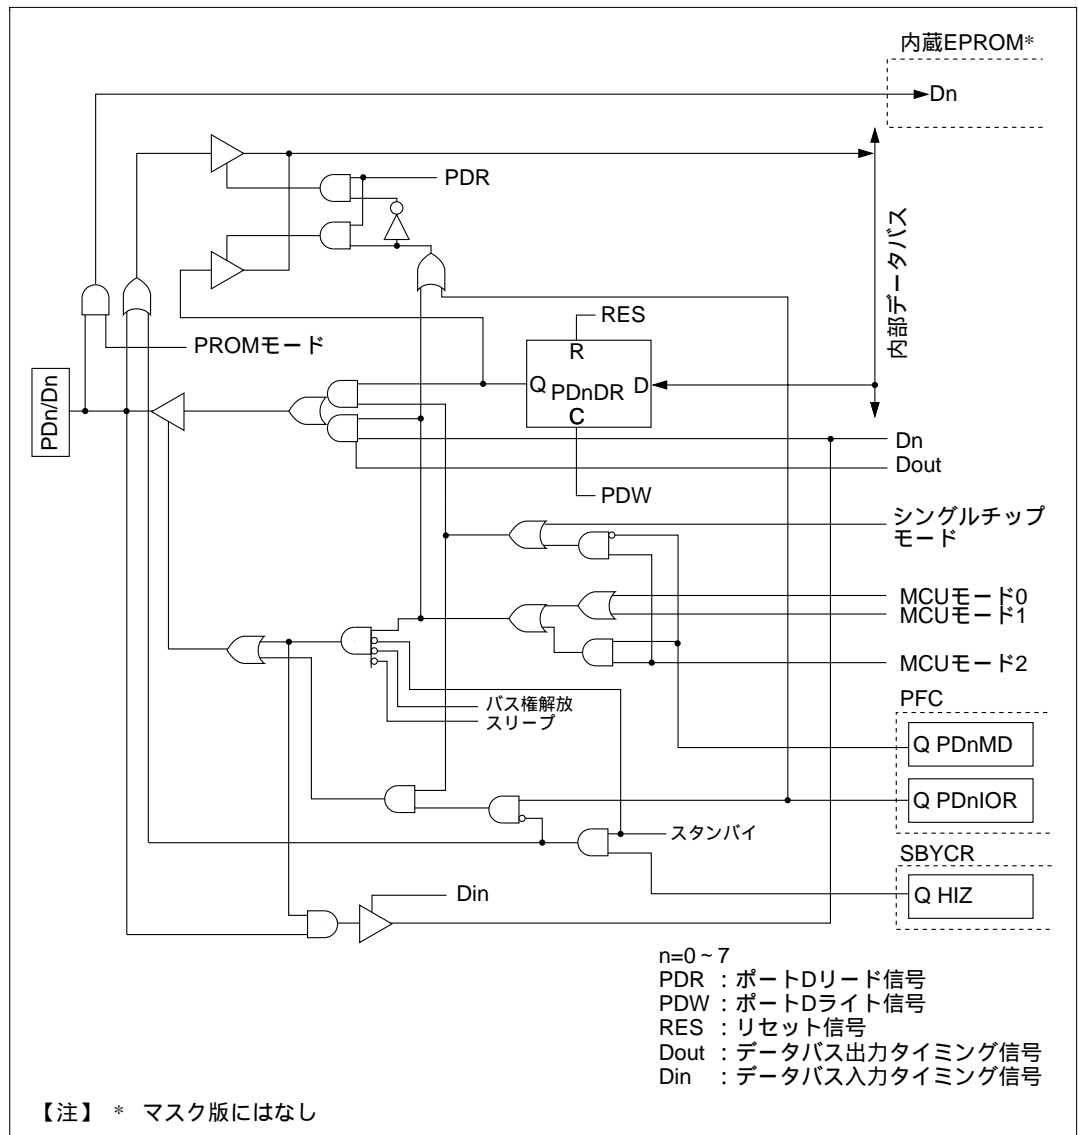 内蔵EPROM*
Dn
PDR
内部データバス
RES
R
PROMモード
Q PDnDR D
C
PDn/Dn
Dn
Dout
PDW
シングルチップ
モード
MCUモード0
MCUモード1
MCUモード2
バス権解放
スリープ
PFC
Q PDnMD
Q PDnIOR
スタンバイ
SBYCR
Q HIZ
Din
n=0～7
PDR :ポートDリード信号
PDW :ポートDライト信号
RES :リセット信号
Dout :データバス出力タイミング信号
Din :データバス入力タイミング信号
【注】 * マスク版にはなし